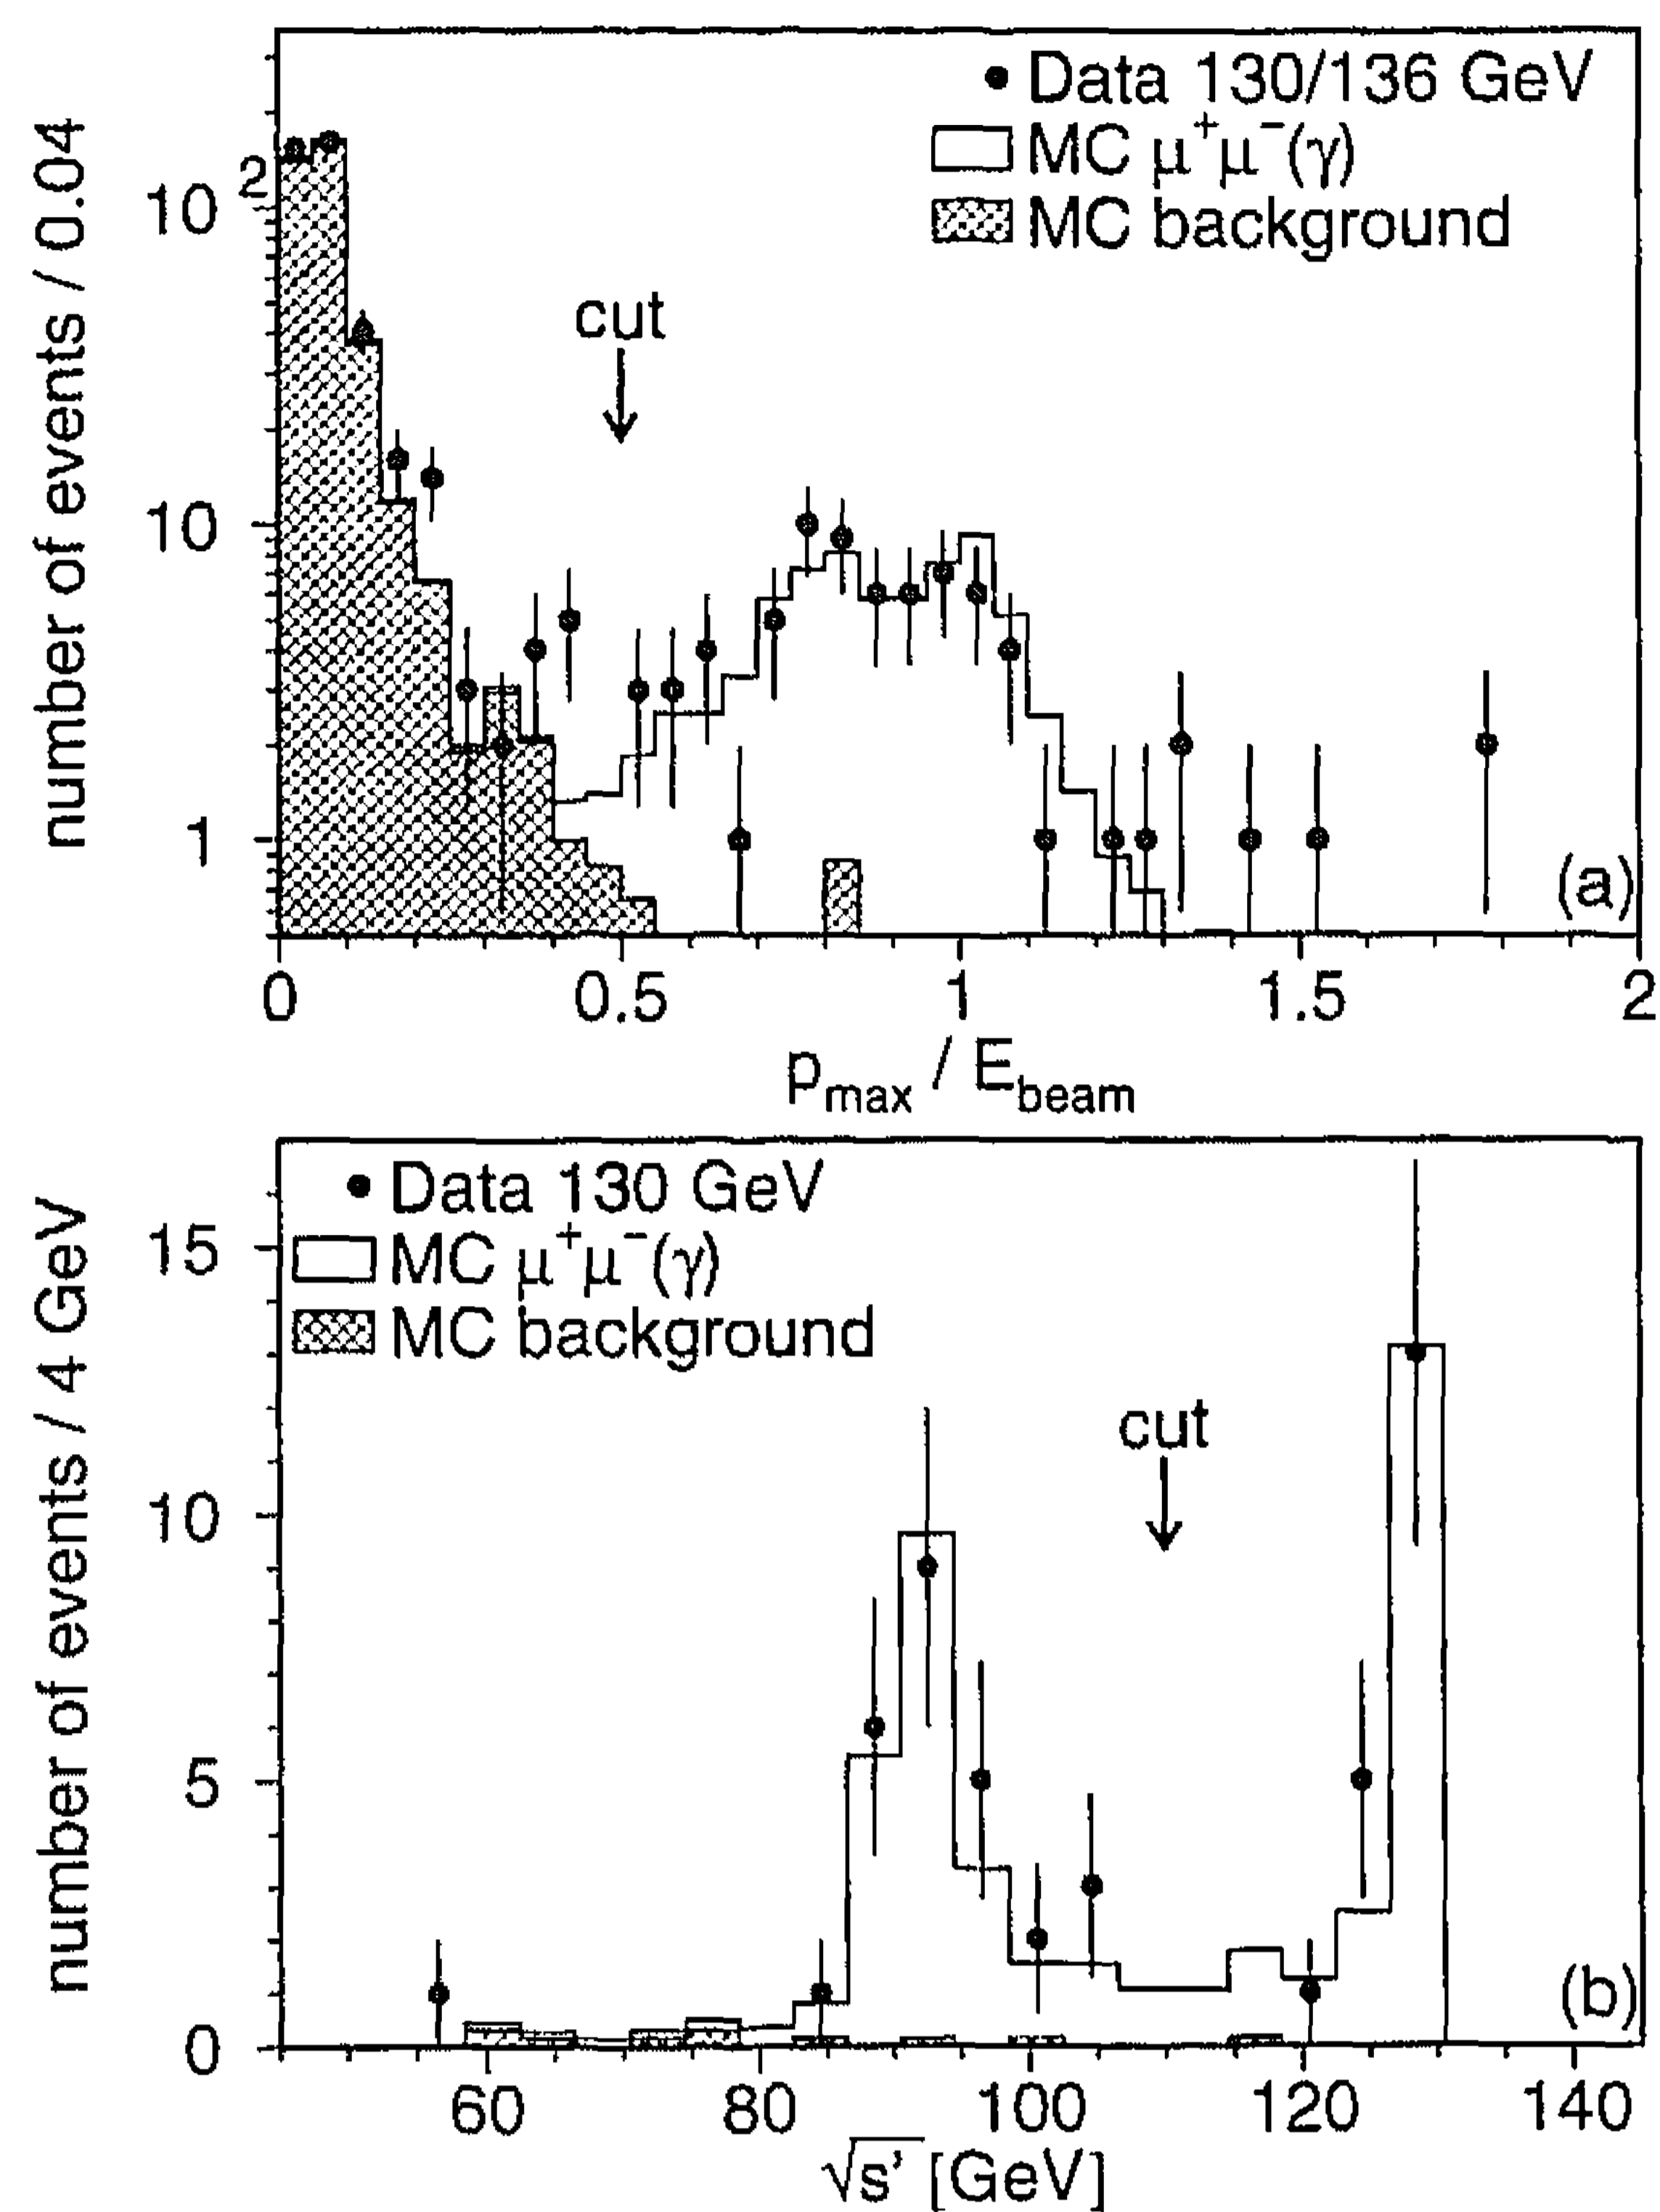 Data 130/136 GeV
MC μ⁺μ⁻(γ)
MC background
cut
number of events / 0.04
10²
10
1
(a)
0 0.5 1 1.5 2
p_max / E_beam
Data 130 GeV
MC μ⁺μ⁻(γ)
MC background
cut
number of events / 4 GeV
15
10
5
0
(b)
60 80 100 120 140
√s' [GeV]